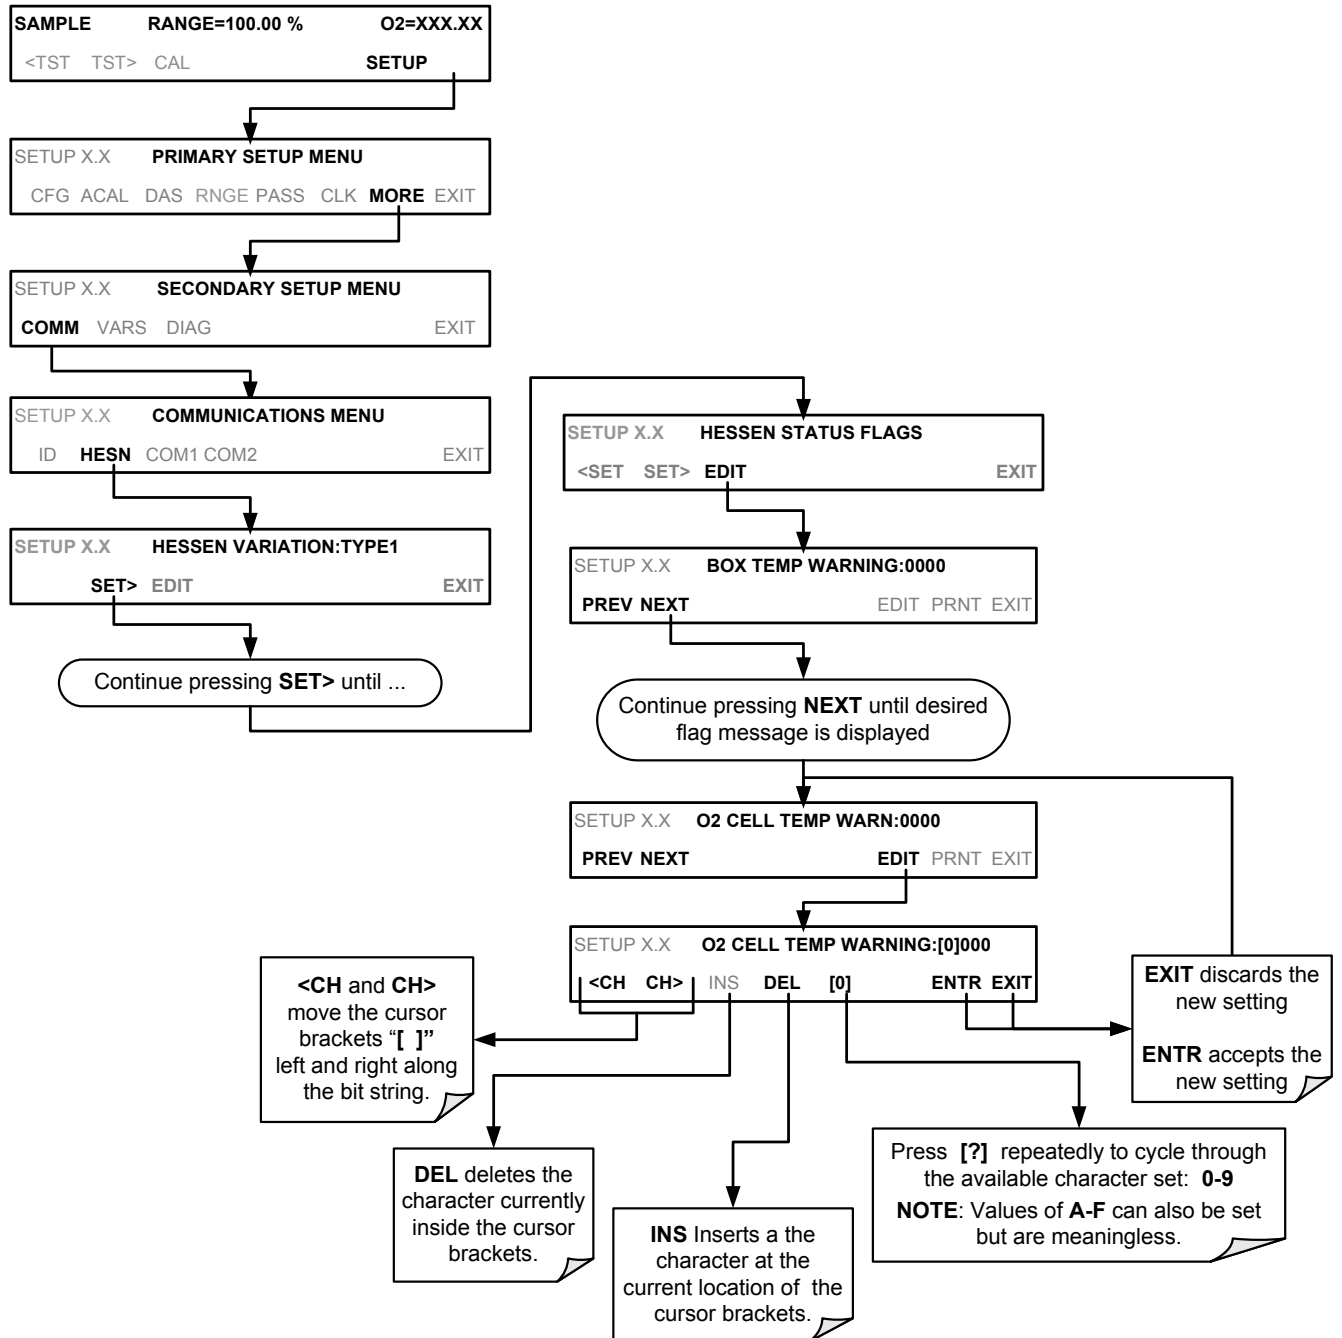 SAMPLE RANGE=100.00 % O2=XXX.XX
<TST TST> CAL SETUP
SETUP X.X PRIMARY SETUP MENU
CFG ACAL DAS RNGE PASS CLK MORE EXIT
SETUP X.X SECONDARY SETUP MENU
COMM VARS DIAG EXIT
SETUP X.X COMMUNICATIONS MENU
ID HESN COM1 COM2 EXIT
SETUP X.X HESSEN VARIATION:TYPE1
SET> EDIT EXIT
Continue pressing SET> until ...
SETUP X.X HESSEN STATUS FLAGS
<SET SET> EDIT EXIT
SETUP X.X BOX TEMP WARNING:0000
PREV NEXT EDIT PRNT EXIT
Continue pressing NEXT until desired
flag message is displayed
SETUP X.X O2 CELL TEMP WARN:0000
PREV NEXT EDIT PRNT EXIT
SETUP X.X O2 CELL TEMP WARNING:[0]000
<CH CH> INS DEL [0] ENTR EXIT
<CH and CH>
move the cursor
brackets “[ ]”
left and right along
the bit string.
DEL deletes the
character currently
inside the cursor
brackets.
INS Inserts a the
character at the
current location of the
cursor brackets.
Press [?] repeatedly to cycle through
the available character set: 0-9
NOTE: Values of A-F can also be set
but are meaningless.
EXIT discards the
new setting
ENTR accepts the
new setting